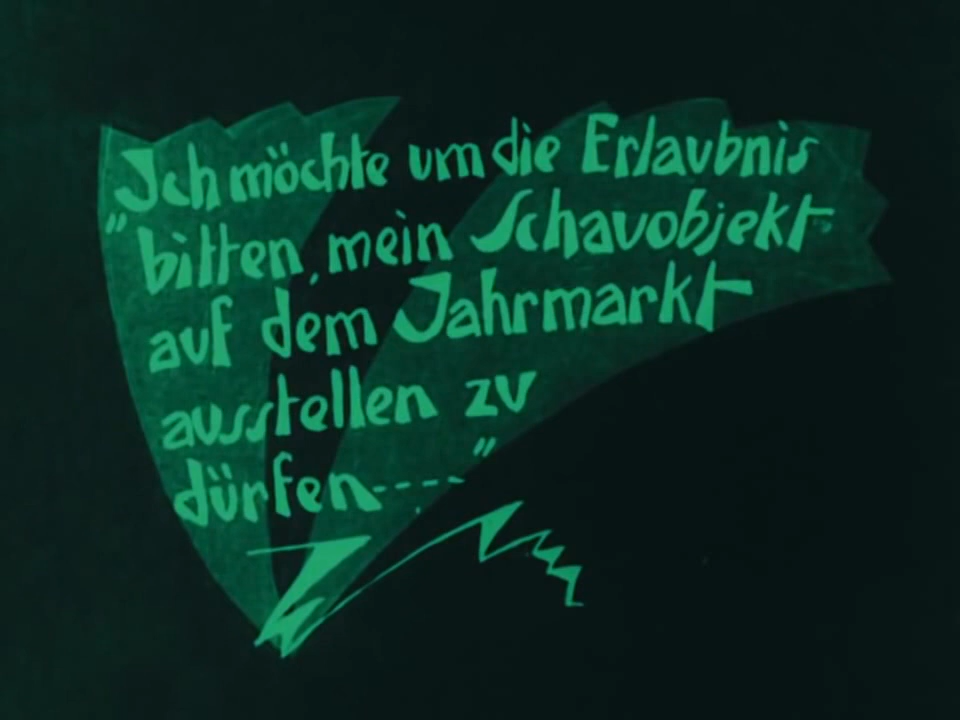 „Ich möchte um die Erlaubnis
bitten, mein Schauobjekt
auf dem Jahrmarkt
ausstellen zu
dürfen-----"